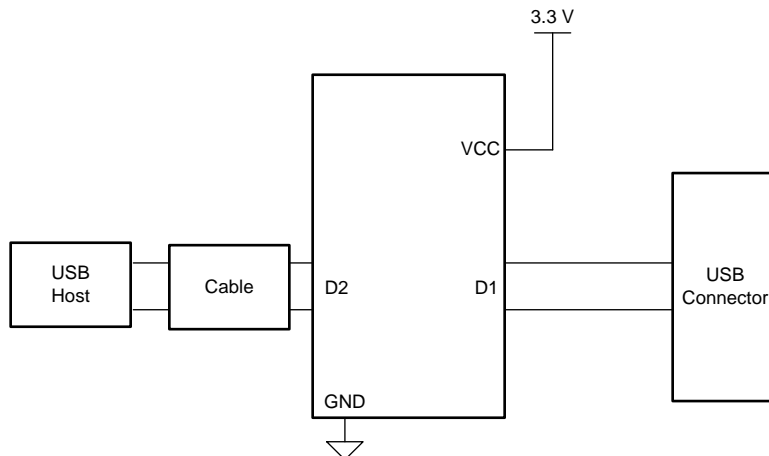 3.3 V
VCC
USB
Host
Cable
D2
D1
USB
Connector
GND